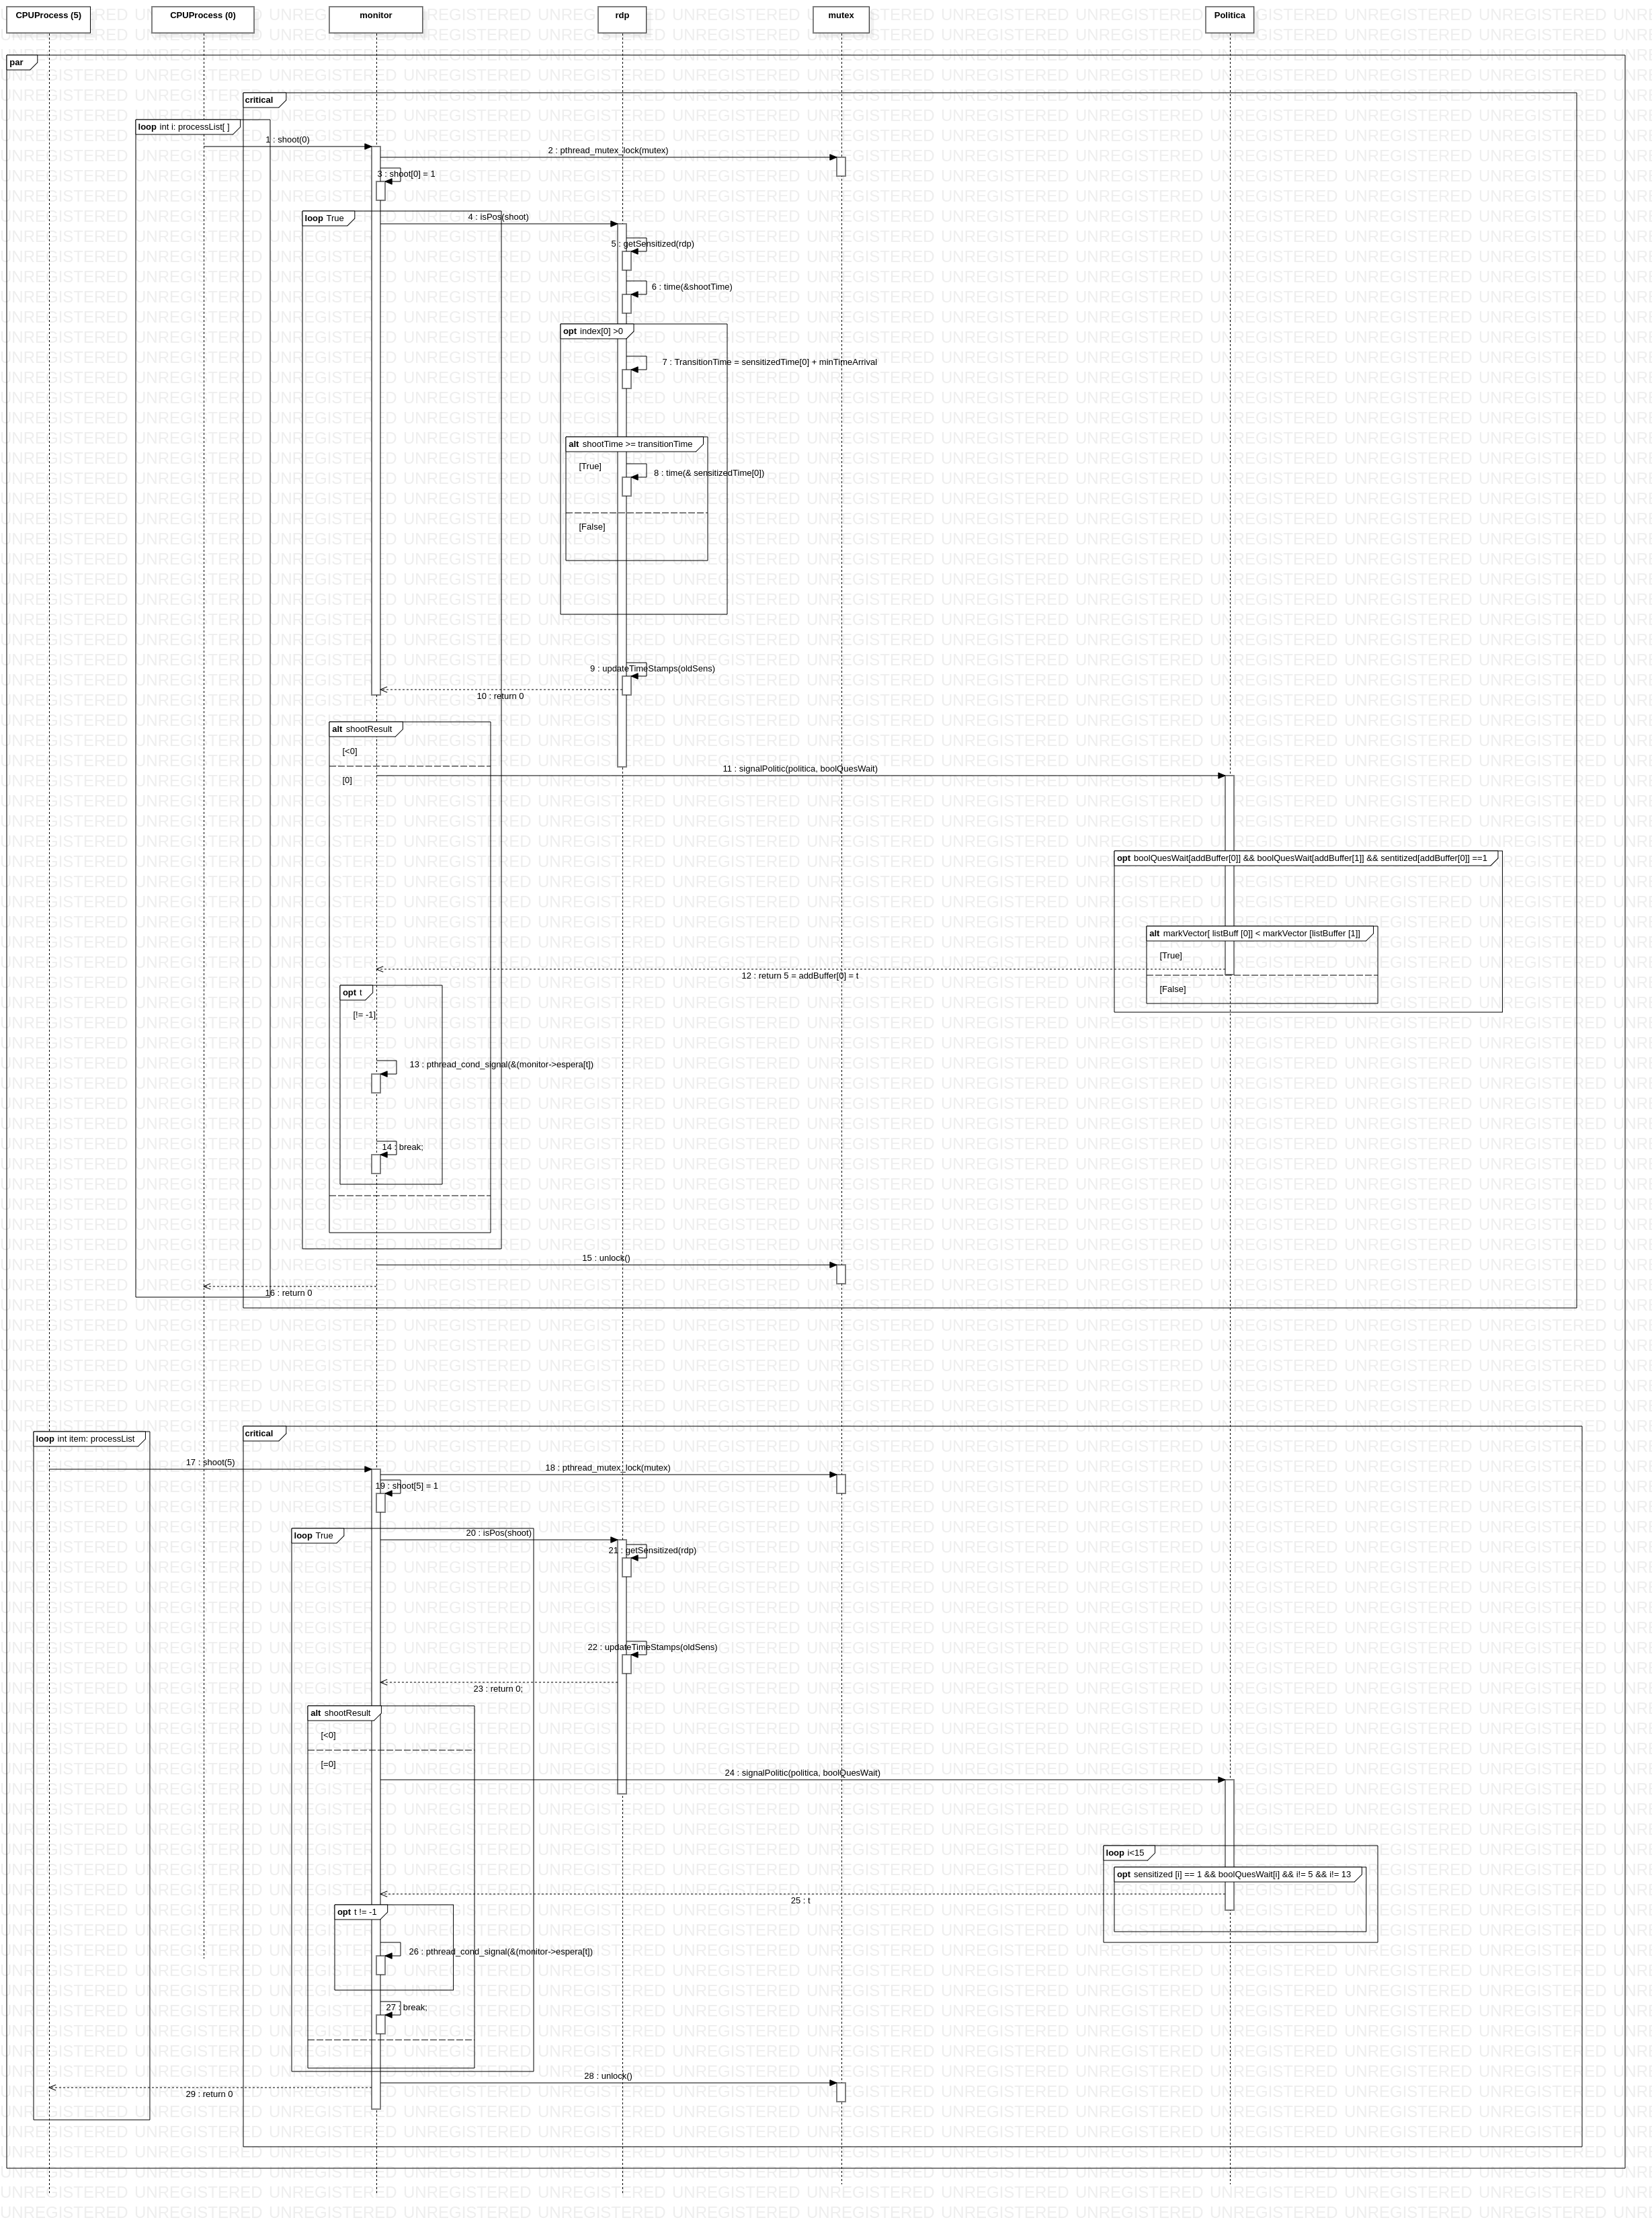 CPUProcess (5)
CPUProcess (0)
monitor
rdp
mutex
Politica
par
critical
loop int i: processList[ ]
1 : shoot(0)
2 : pthread_mutex_lock(mutex)
3 : shoot[0] = 1
loop True
4 : isPos(shoot)
5 : getSensitized(rdp)
6 : time(&shootTime)
opt index[0] >0
7 : TransitionTime = sensitizedTime[0] + minTimeArrival
alt shootTime >= transitionTime
[True]
8 : time(& sensitizedTime[0])
[False]
9 : updateTimeStamps(oldSens)
10 : return 0
alt shootResult
[<0]
11 : signalPolitic(politica, boolQuesWait)
[0]
opt boolQuesWait[addBuffer[0]] && boolQuesWait[addBuffer[1]] && sentitized[addBuffer[0]] ==1
alt markVector[ listBuff [0]] < markVector [listBuffer [1]]
[True]
12 : return 5 = addBuffer[0] = t
[False]
opt t
[!= -1]
13 : pthread_cond_signal(&(monitor->espera[t])
14 : break;
15 : unlock()
16 : return 0
critical
loop int item: processList
17 : shoot(5)
18 : pthread_mutex_lock(mutex)
19 : shoot[5] = 1
loop True
20 : isPos(shoot)
21 : getSensitized(rdp)
22 : updateTimeStamps(oldSens)
23 : return 0;
alt shootResult
[<0]
[=0]
24 : signalPolitic(politica, boolQuesWait)
loop i<15
opt sensitized [i] == 1 && boolQuesWait[i] && i!= 5 && i!= 13
25 : t
opt t != -1
26 : pthread_cond_signal(&(monitor->espera[t])
27 : break;
28 : unlock()
29 : return 0
UNREGISTERED